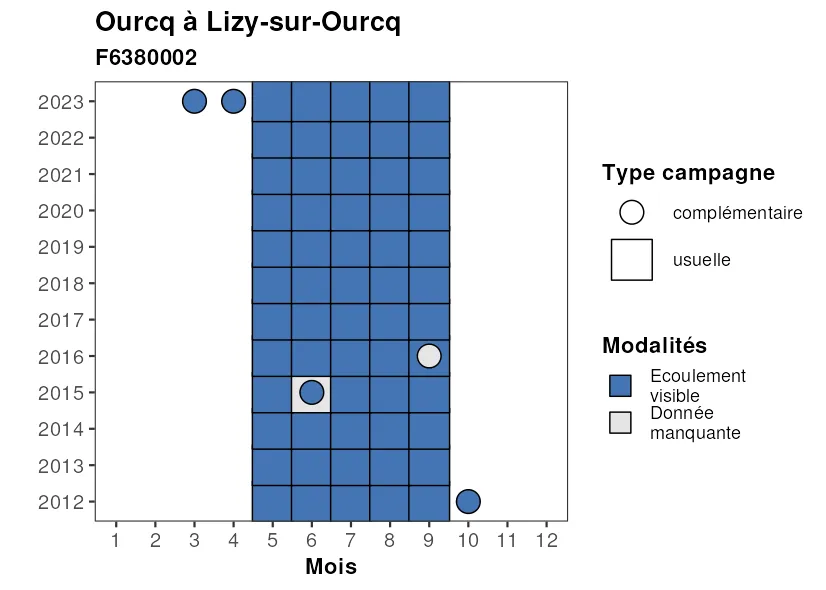 Ourcq à Lizy-sur-Ourcq
F6380002
2023
2022
2021
2020
2019
2018
2017
2016
2015
2014
2013
2012
1 2 3 4 5 6 7 8 9 10 11 12
Mois
Type campagne
complémentaire
usuelle
Modalités
Ecoulement
visible
Donnée
manquante